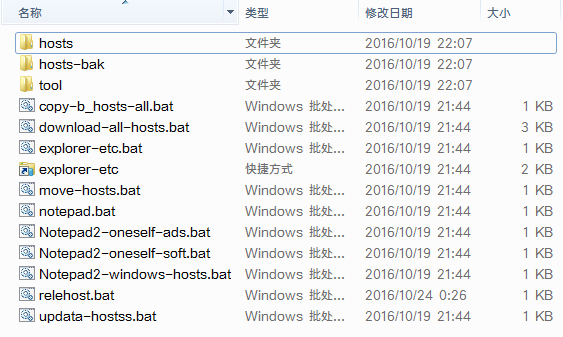 名称 类型 修改日期 大小
hosts 文件夹 2016/10/19 22:07
hosts-bak 文件夹 2016/10/19 22:07
tool 文件夹 2016/10/19 22:07
copy-b_hosts-all.bat Windows 批处... 2016/10/19 21:44 1 KB
download-all-hosts.bat Windows 批处... 2016/10/19 21:44 3 KB
explorer-etc.bat Windows 批处... 2016/10/19 21:44 1 KB
explorer-etc 快捷方式 2016/10/19 21:44 2 KB
move-hosts.bat Windows 批处... 2016/10/19 21:44 1 KB
notepad.bat Windows 批处... 2016/10/19 21:44 1 KB
Notepad2-oneself-ads.bat Windows 批处... 2016/10/19 21:44 1 KB
Notepad2-oneself-soft.bat Windows 批处... 2016/10/19 21:44 1 KB
Notepad2-windows-hosts.bat Windows 批处... 2016/10/19 21:44 1 KB
relehost.bat Windows 批处... 2016/10/24 0:26 1 KB
updata-hostss.bat Windows 批处... 2016/10/19 21:44 1 KB